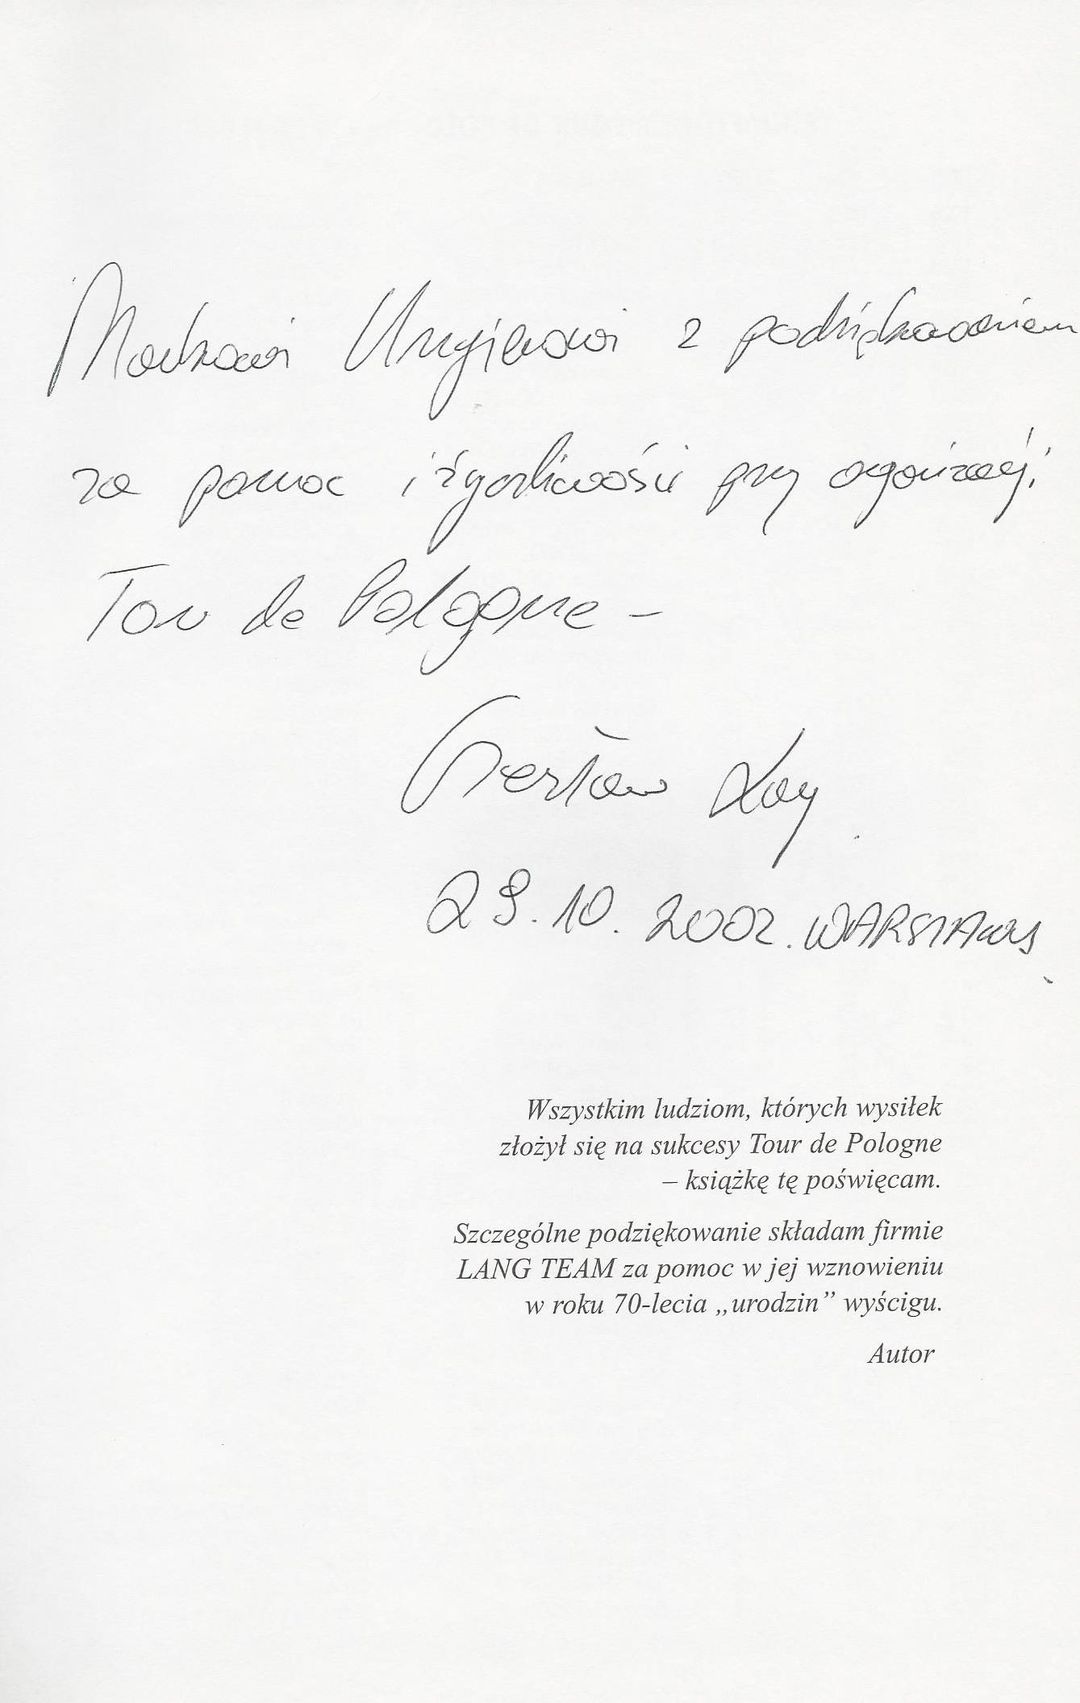 Markowi z podziękowaniem
za pomoc i życzliwość przy organizacji
Tour de Pologne –
Czesław Lang
29.10.2002. WARSZAWA
Wszystkim ludziom, których wysiłek
złożył się na sukcesy Tour de Pologne
– książkę tę poświęcam.
Szczególne podziękowanie składam firmie
LANG TEAM za pomoc w jej wznowieniu
w roku 70-lecia „urodzin” wyścigu.
Autor